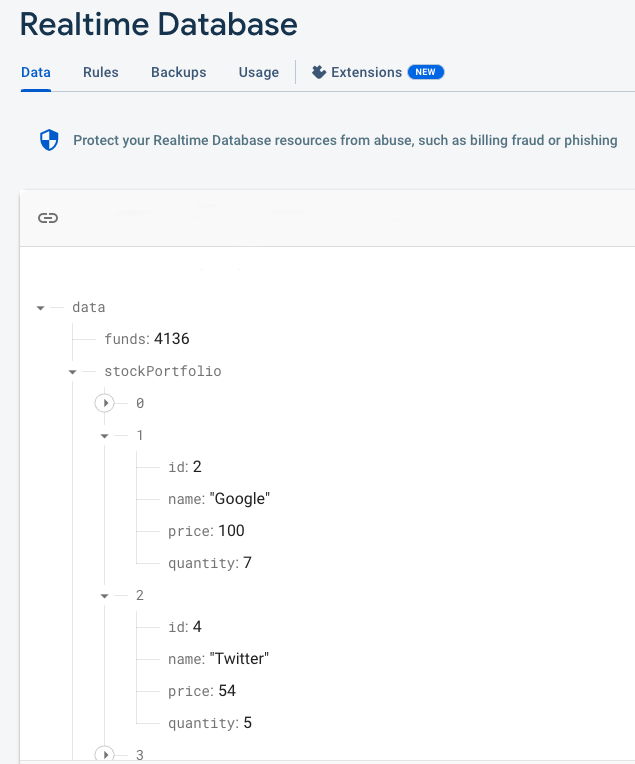 Realtime Database
Data Rules Backups Usage Extensions NEW
Protect your Realtime Database resources from abuse, such as billing fraud or phishing
data
funds: 4136
stockPortfolio
0
1
id: 2
name: "Google"
price: 100
quantity: 7
2
id: 4
name: "Twitter"
price: 54
quantity: 5
3